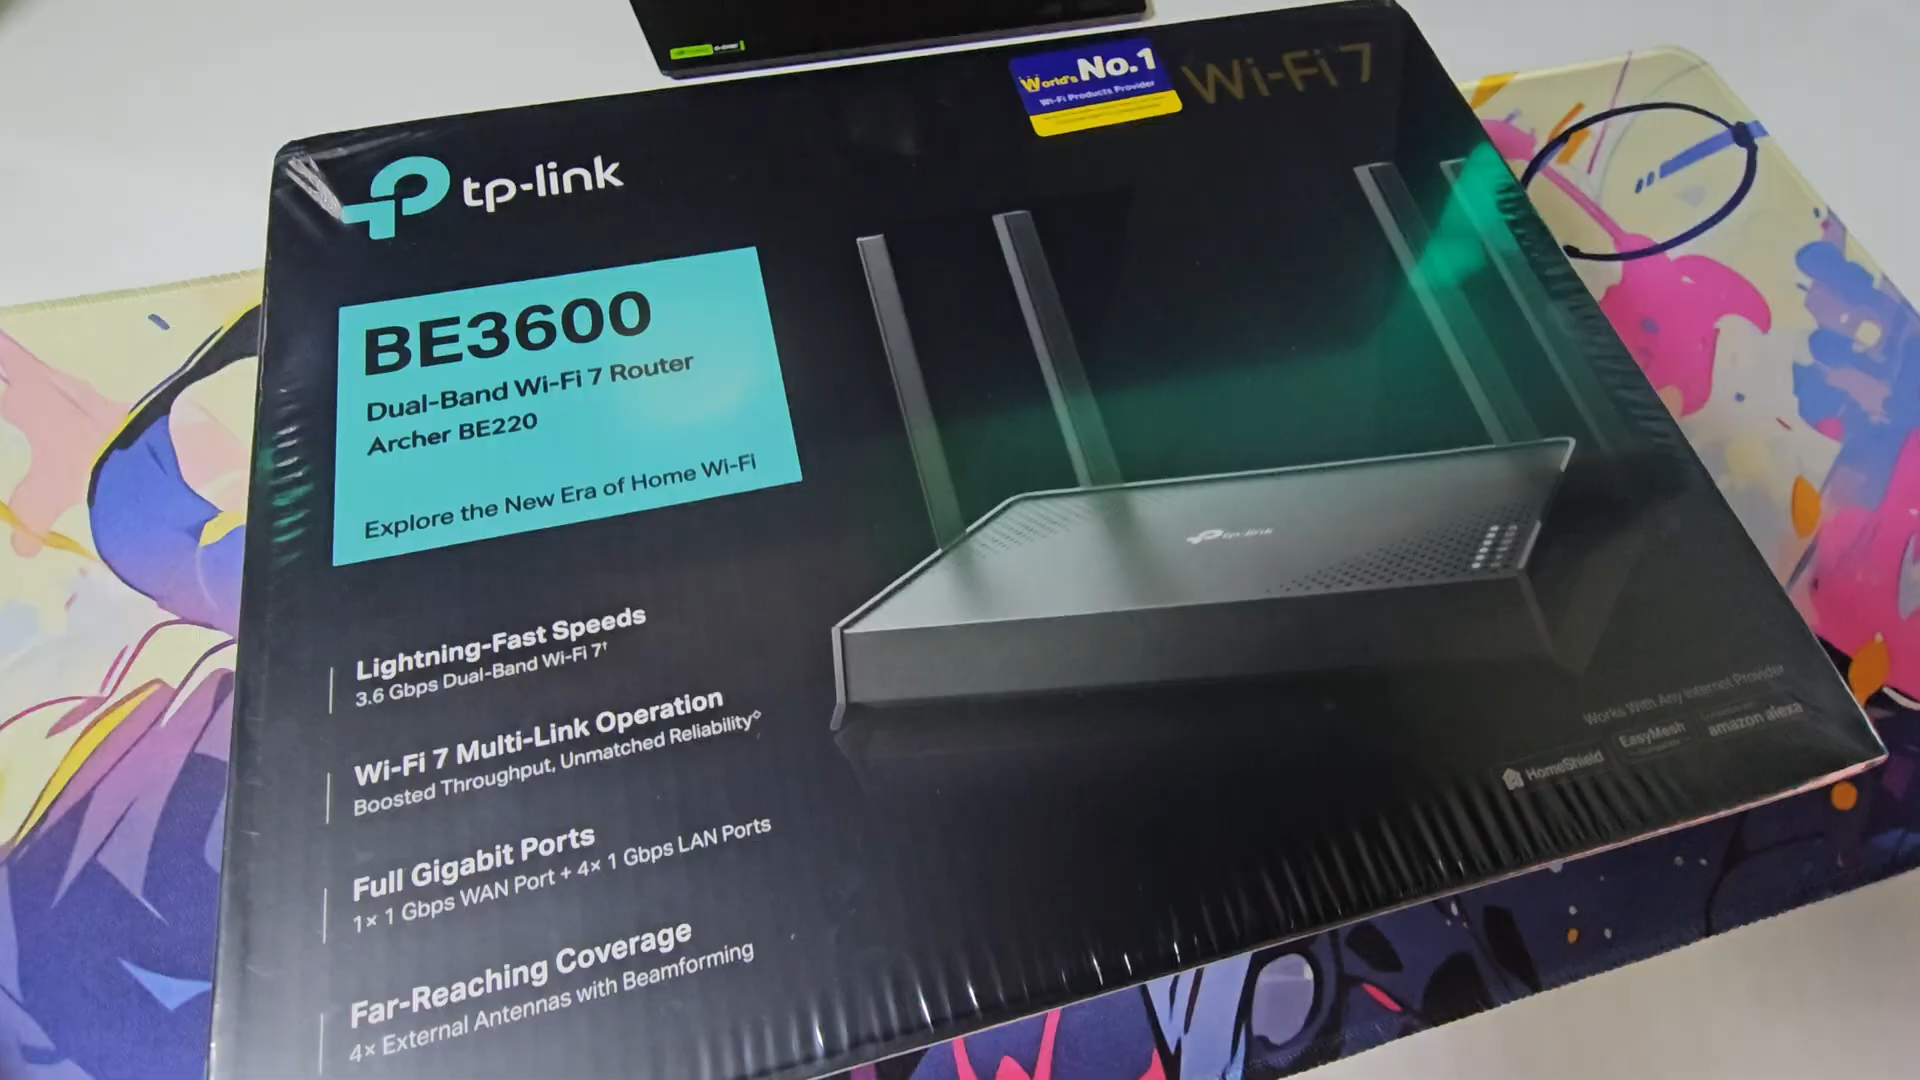 World's No.1
Wi-Fi Products Provider
Wi-Fi 7
tp-link
BE3600
Dual-Band Wi-Fi 7 Router
Archer BE220
Explore the New Era of Home Wi-Fi
tp-link
Lightning-Fast Speeds
3.6 Gbps Dual-Band Wi-Fi 7†
Wi-Fi 7 Multi-Link Operation
Boosted Throughput, Unmatched Reliability◊
Full Gigabit Ports
1× 1 Gbps WAN Port + 4× 1 Gbps LAN Ports
Far-Reaching Coverage
4× External Antennas with Beamforming
Works With Any Internet Provider
HomeShield
EasyMesh
amazon alexa